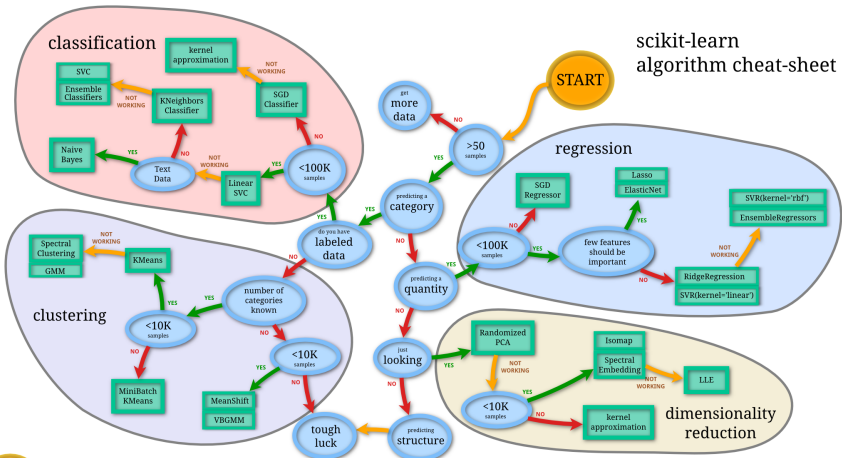 scikit-learn
algorithm cheat-sheet
START
>50
samples
NO
get
more
data
YES
predicting a
category
YES
do you have
labeled
data
YES
classification
<100K
samples
YES
Linear
SVC
NOT
WORKING
Text
Data
YES
Naive
Bayes
NO
KNeighbors
Classifier
NOT
WORKING
SVC
Ensemble
Classifiers
NO
SGD
Classifier
NOT
WORKING
kernel
approximation
NO
clustering
number of
categories
known
YES
<10K
samples
YES
KMeans
NOT
WORKING
Spectral
Clustering
GMM
NO
MiniBatch
KMeans
NO
<10K
samples
YES
MeanShift
VBGMM
NO
tough
luck
NO
predicting a
quantity
YES
regression
<100K
samples
NO
SGD
Regressor
YES
few features
should be
important
YES
Lasso
ElasticNet
NO
RidgeRegression
SVR(kernel='linear')
NOT
WORKING
SVR(kernel='rbf')
EnsembleRegressors
NO
just
looking
YES
dimensionality
reduction
Randomized
PCA
NOT
WORKING
<10K
samples
YES
Isomap
Spectral
Embedding
NOT
WORKING
LLE
NO
kernel
approximation
NO
predicting
structure